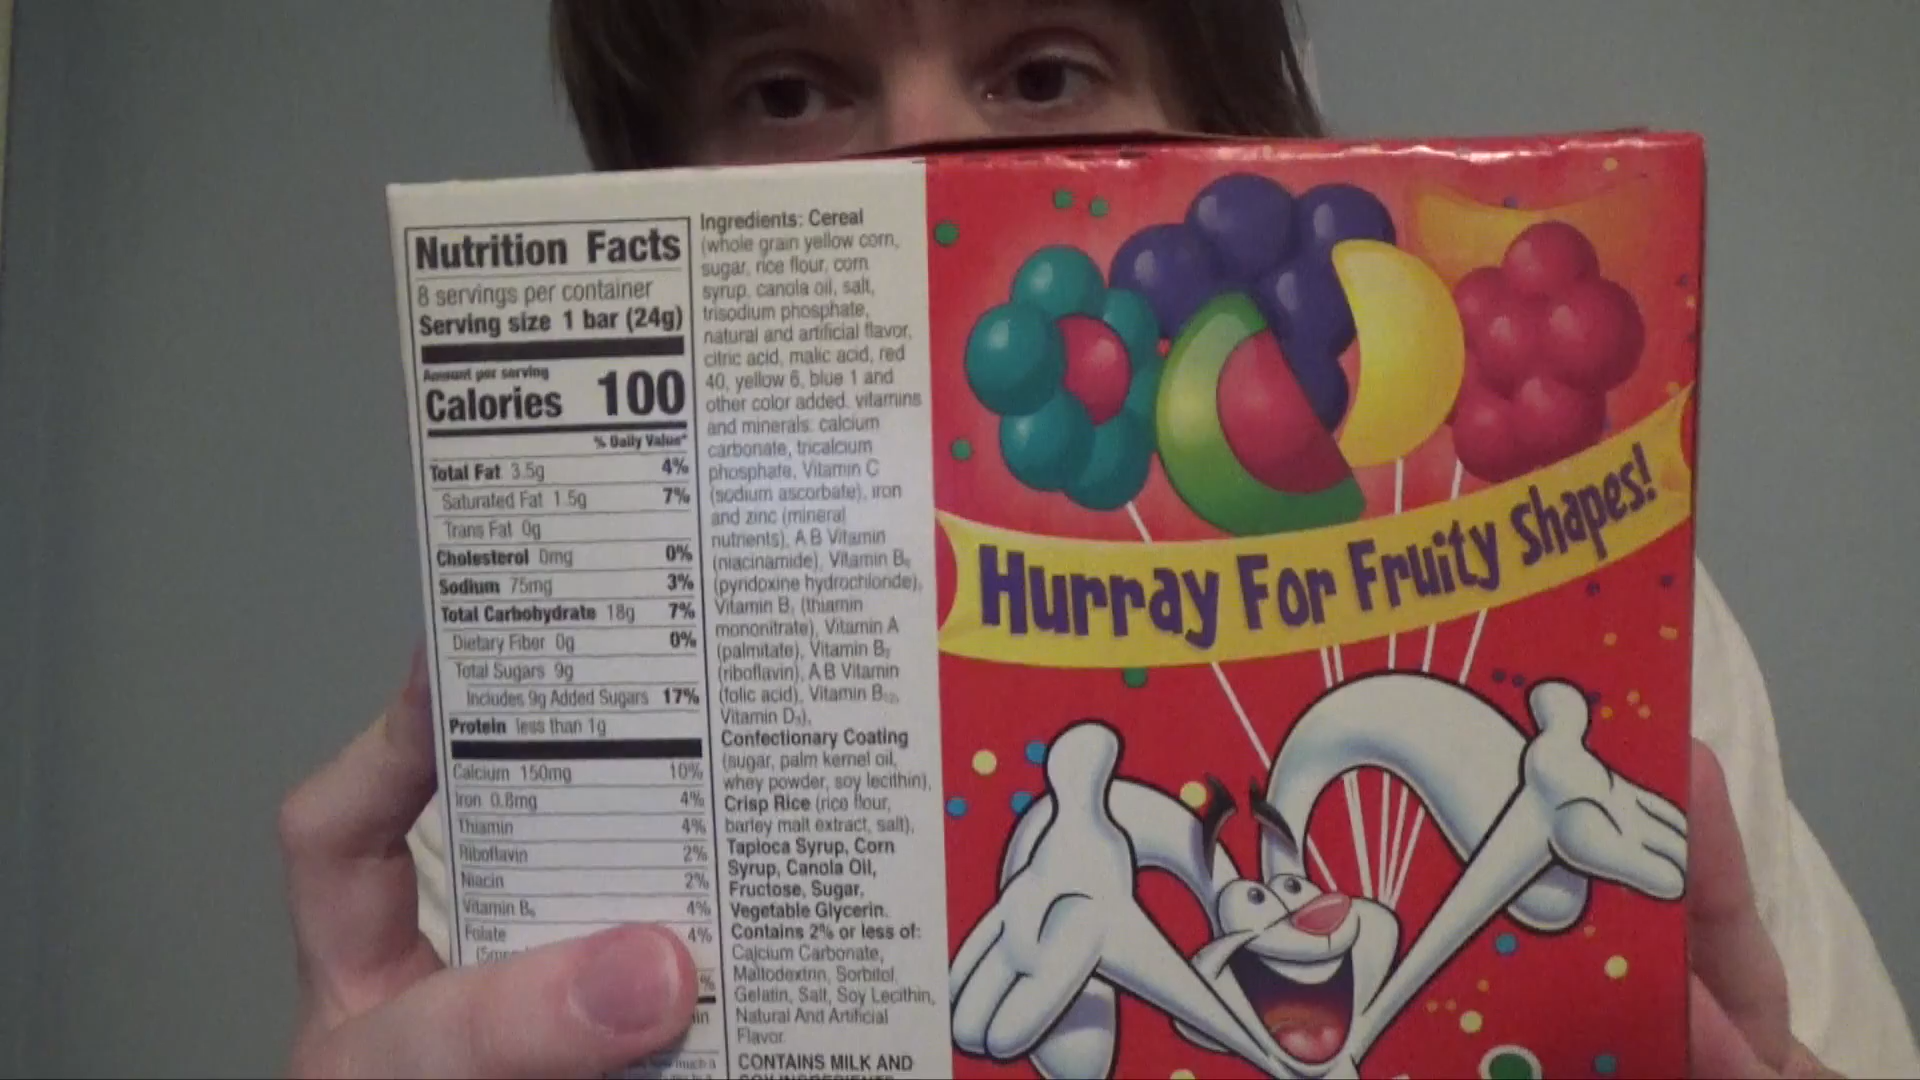 Nutrition Facts
8 servings per container
Serving size 1 bar (24g)
Amount per serving
Calories 100
% Daily Value*
Total Fat 3.5g 4%
Saturated Fat 1.5g 7%
Trans Fat 0g
Cholesterol 0mg 0%
Sodium 75mg 3%
Total Carbohydrate 18g 7%
Dietary Fiber 0g 0%
Total Sugars 9g
Includes 9g Added Sugars 17%
Protein less than 1g
Calcium 150mg 10%
Iron 0.8mg 4%
Thiamin 4%
Riboflavin 2%
Niacin 2%
Vitamin B₆ 4%
Folate 4%
Ingredients: Cereal
(whole grain yellow corn,
sugar, rice flour, corn
syrup, canola oil, salt,
trisodium phosphate,
natural and artificial flavor,
citric acid, malic acid, red
40, yellow 6, blue 1 and
other color added. vitamins
and minerals: calcium
carbonate, tricalcium
phosphate, Vitamin C
(sodium ascorbate), iron
and zinc (mineral
nutrients), A B Vitamin
(niacinamide), Vitamin B₆
(pyridoxine hydrochloride),
Vitamin B₁ (thiamin
mononitrate), Vitamin A
(palmitate), Vitamin B₂
(riboflavin), A B Vitamin
(folic acid), Vitamin B₁₂,
Vitamin D₃),
Confectionary Coating
(sugar, palm kernel oil,
whey powder, soy lecithin),
Crisp Rice (rice flour,
barley malt extract, salt),
Tapioca Syrup, Corn
Syrup, Canola Oil,
Fructose, Sugar,
Vegetable Glycerin.
Contains 2% or less of:
Calcium Carbonate,
Maltodextrin, Sorbitol,
Gelatin, Salt, Soy Lecithin,
Natural And Artificial
Flavor.
CONTAINS MILK AND
SOY INGREDIENTS
Hurray For Fruity Shapes!